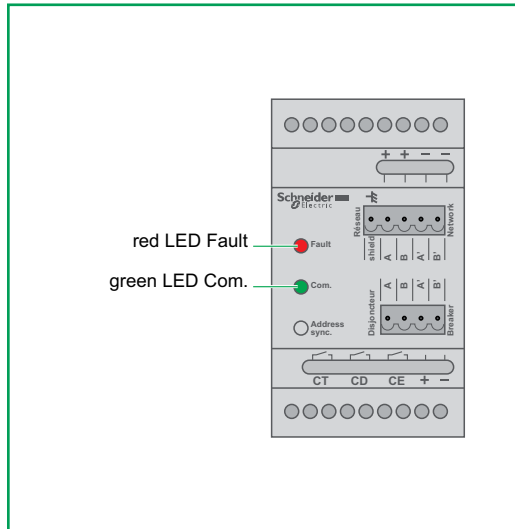 + + − −
Schneider
Electric
Réseau
Network
red LED Fault
Fault
shield A B A' B'
green LED Com.
Com.
A B A' B'
Disjoncteur
Breaker
Address
sync.
CT CD CE + −